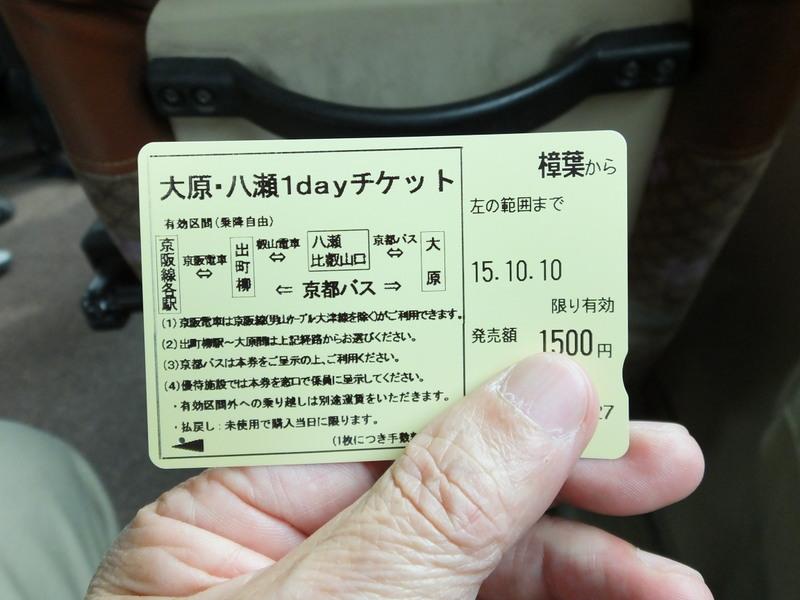 大原・八瀬1dayチケット
有効区間(乗降自由)
京阪線各駅 京阪電車 ⇔ 出町柳 叡山電車 ⇔ 八瀬比叡山口 京都バス ⇔ 大原
⇐ 京都バス ⇒
(1)京阪電車は京阪線(男山ケーブル大津線を除く)がご利用できます。
(2)出町柳駅～大原間は上記経路からお選びください。
(3)京都バスは本券をご呈示の上、ご利用ください。
(4)優待施設では本券を窓口で係員に呈示してください。
・有効区間外への乗り越しは別途運賃をいただきます。
・払戻し:未使用で購入当日に限ります。
(1枚につき手数
樟葉から
左の範囲まで
15.10.10
限り有効
発売額 1500円
27